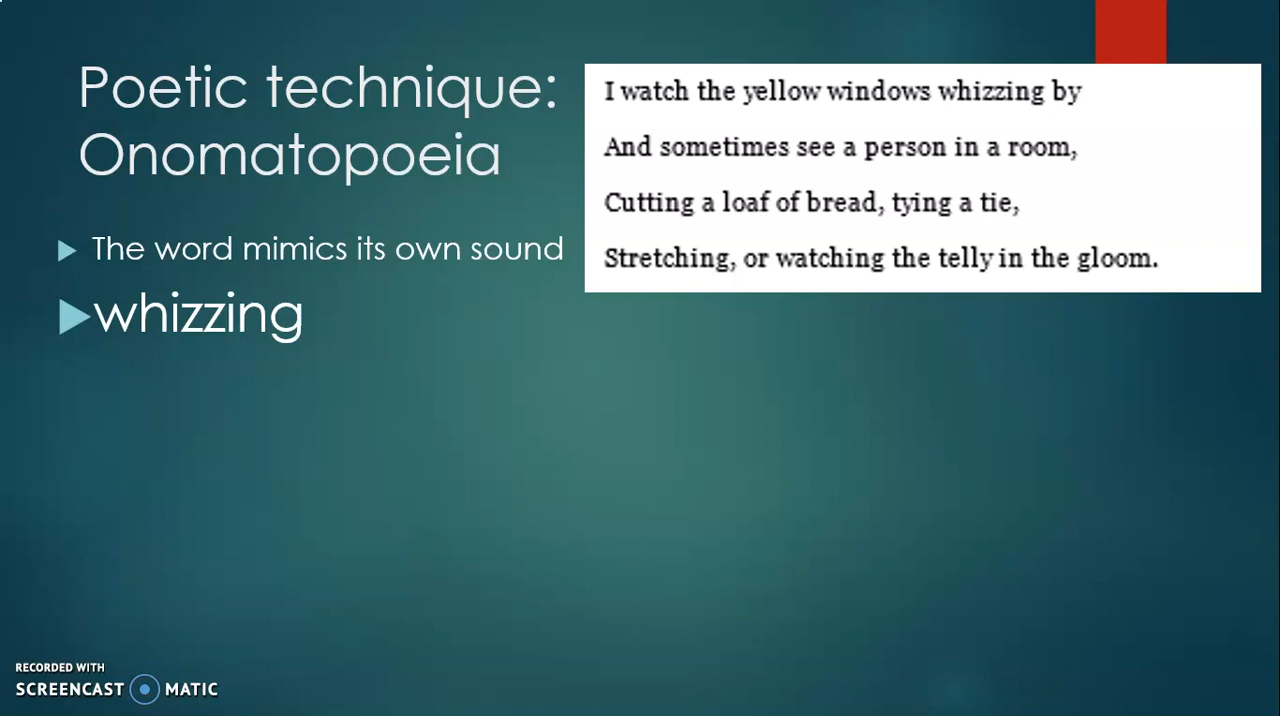 Poetic technique:
Onomatopoeia
The word mimics its own sound
whizzing
I watch the yellow windows whizzing by
And sometimes see a person in a room,
Cutting a loaf of bread, tying a tie,
Stretching, or watching the telly in the gloom.
RECORDED WITH
SCREENCAST MATIC